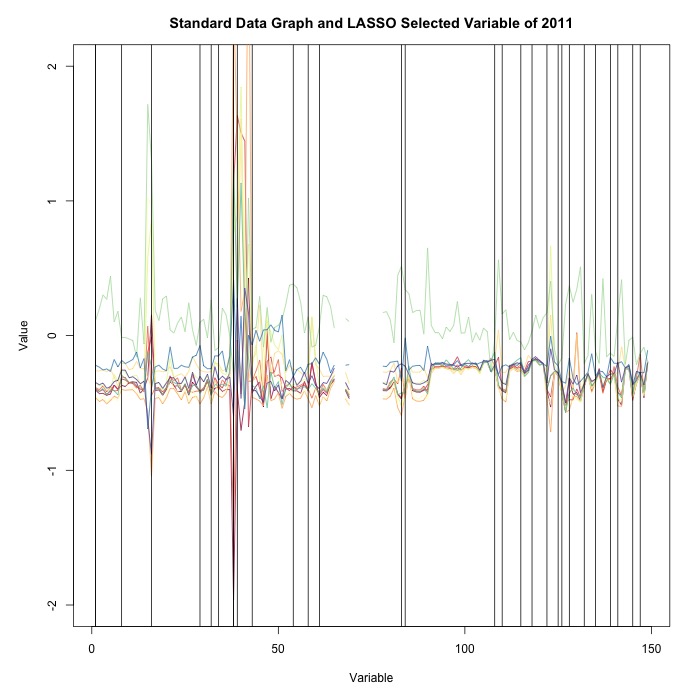 Standard Data Graph and LASSO Selected Variable of 2011
2
1
0
-1
-2
Value
0 50 100 150
Variable